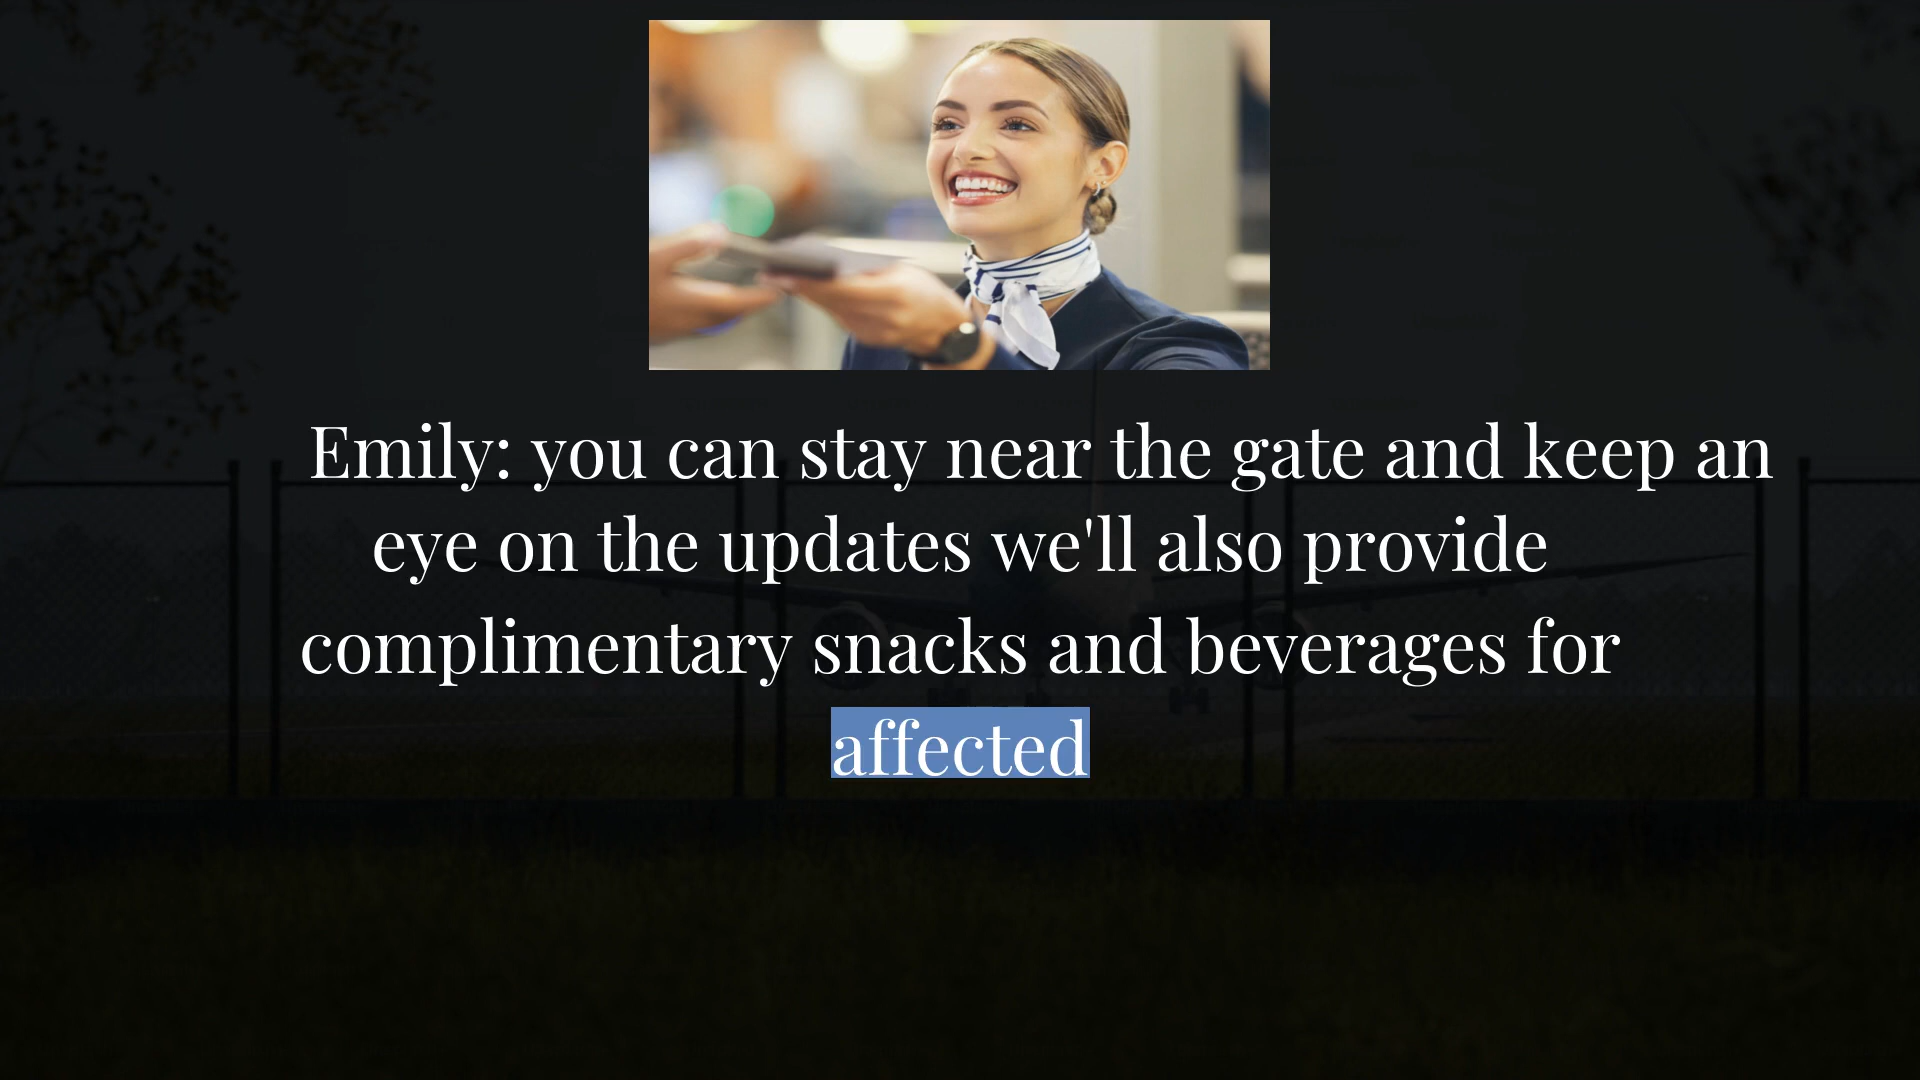 Emily: you can stay near the gate and keep an
eye on the updates we'll also provide
complimentary snacks and beverages for
affected